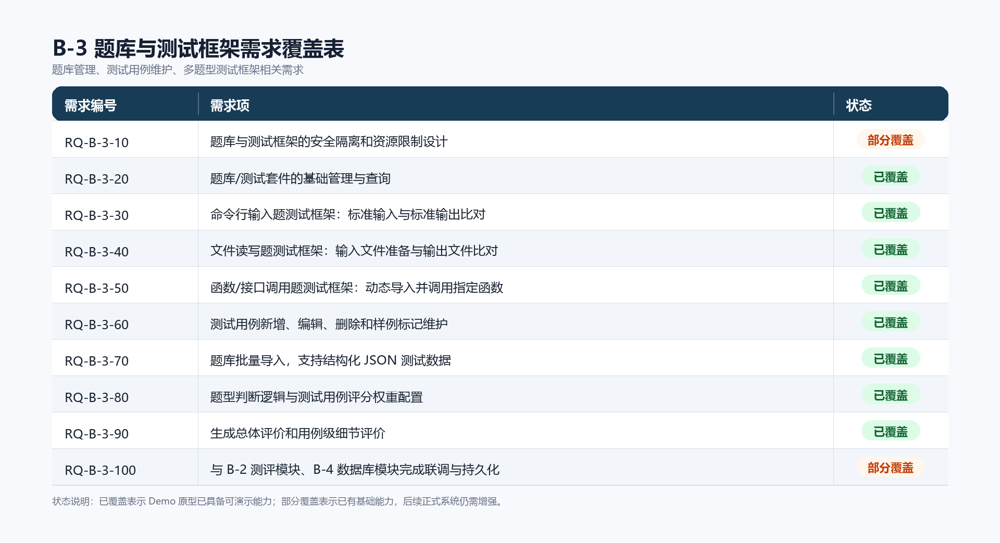 B-3 题库与测试框架需求覆盖表
题库管理、测试用例维护、多题型测试框架相关需求
需求编号 需求项 状态
RQ-B-3-10 题库与测试框架的安全隔离和资源限制设计 部分覆盖
RQ-B-3-20 题库/测试套件的基础管理与查询 已覆盖
RQ-B-3-30 命令行输入题测试框架：标准输入与标准输出比对 已覆盖
RQ-B-3-40 文件读写题测试框架：输入文件准备与输出文件比对 已覆盖
RQ-B-3-50 函数/接口调用题测试框架：动态导入并调用指定函数 已覆盖
RQ-B-3-60 测试用例新增、编辑、删除和样例标记维护 已覆盖
RQ-B-3-70 题库批量导入，支持结构化 JSON 测试数据 已覆盖
RQ-B-3-80 题型判断逻辑与测试用例评分权重配置 已覆盖
RQ-B-3-90 生成总体评价和用例级细节评价 已覆盖
RQ-B-3-100 与 B-2 测评模块、B-4 数据库模块完成联调与持久化 部分覆盖
状态说明：已覆盖表示 Demo 原型已具备可演示能力；部分覆盖表示已有基础能力，后续正式系统仍需增强。